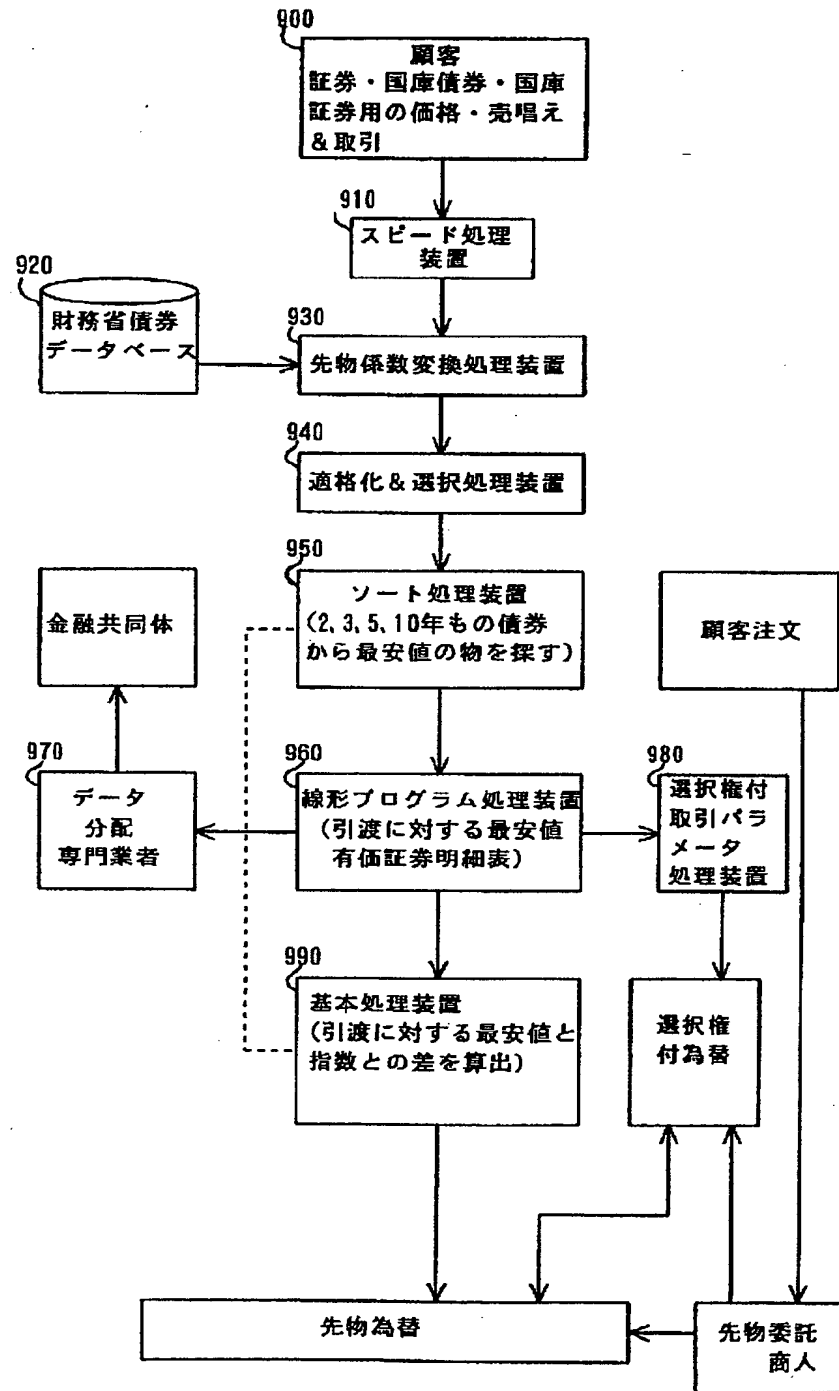 900
顧客
証券・国庫債券・国庫
証券用の価格・売唱え
&取引
910
スピード処理
装置
920
財務省債券
データベース
930
先物係数変換処理装置
940
適格化&選択処理装置
950
ソート処理装置
(2,3,5,10年もの債券
から最安値の物を探す)
金融共同体
顧客注文
960
線形プログラム処理装置
(引渡に対する最安値
有価証券明細表)
970
データ
分配
専門業者
980
選択権付
取引パラ
メータ
処理装置
990
基本処理装置
(引渡に対する最安値と
指数との差を算出)
選択権
付為替
先物為替
先物委託
商人